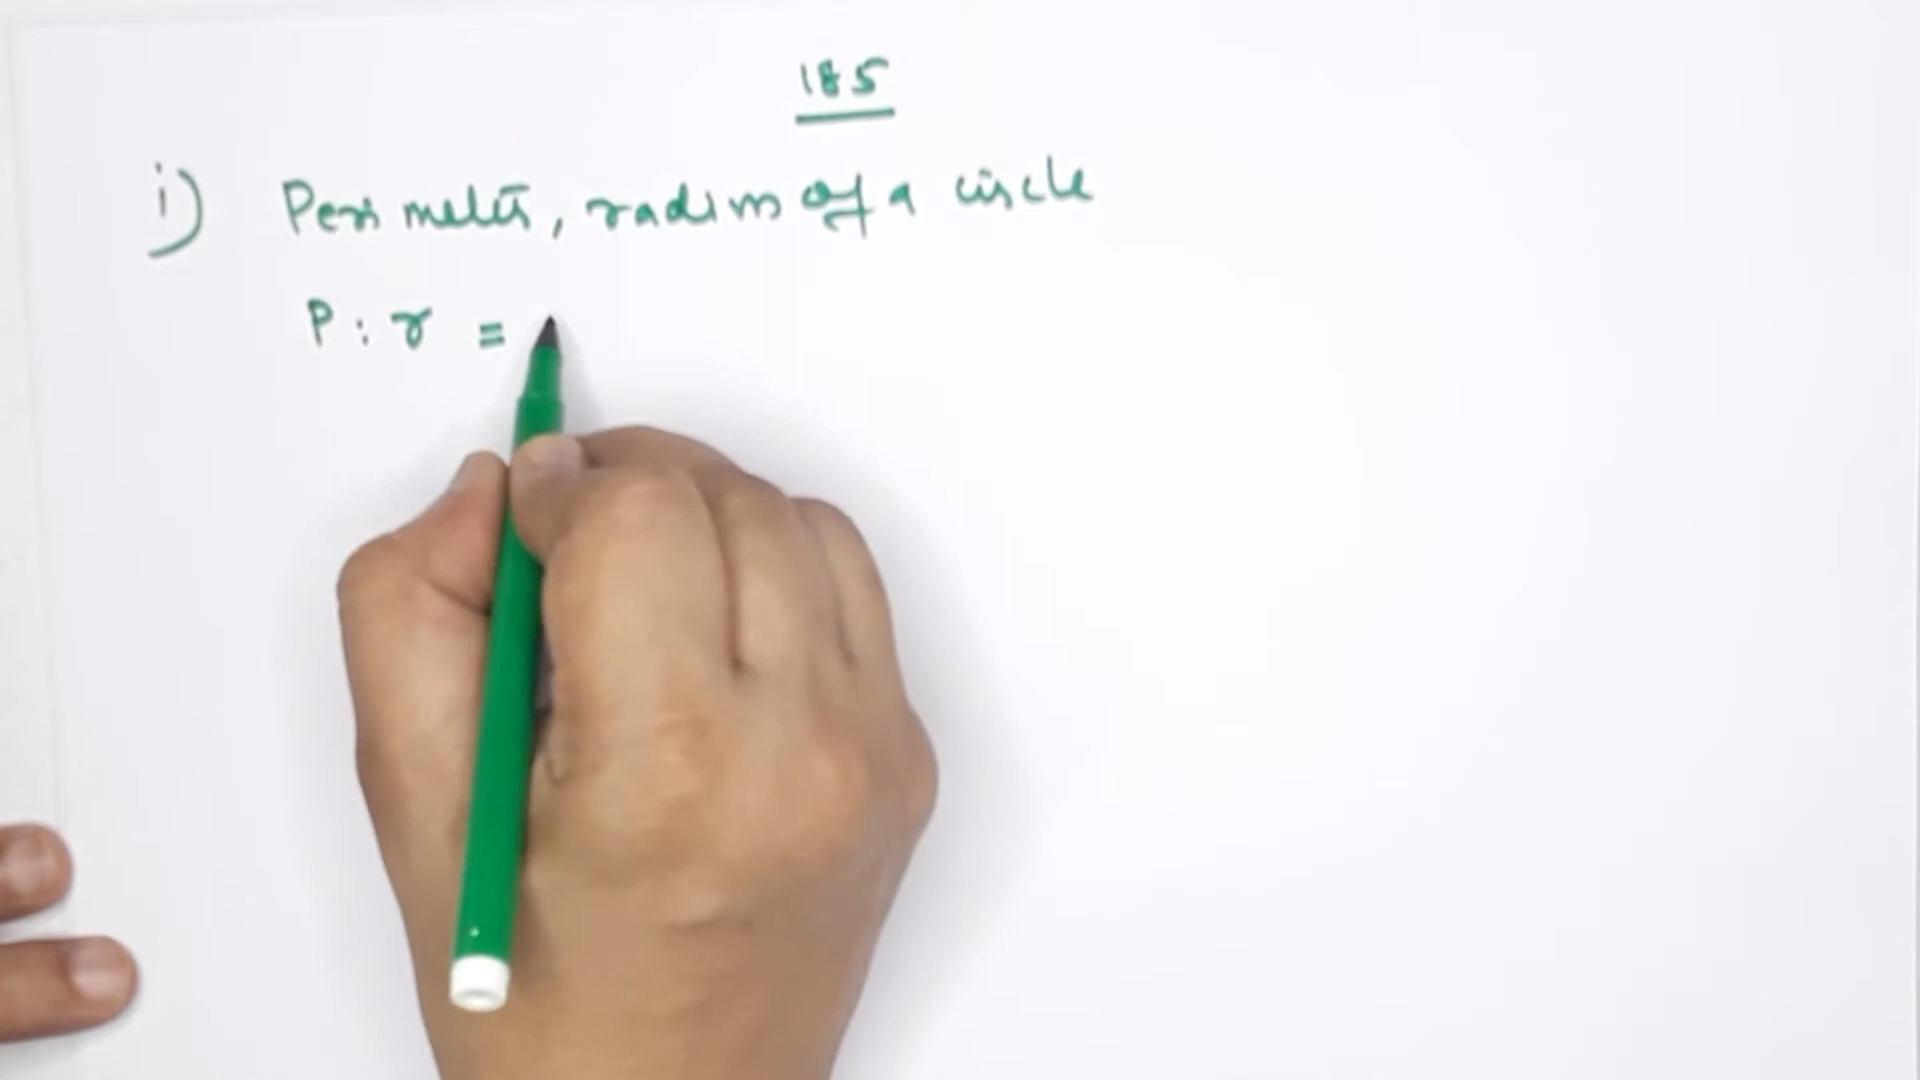 185
i) Perimeter, radius of a circle
P : r =